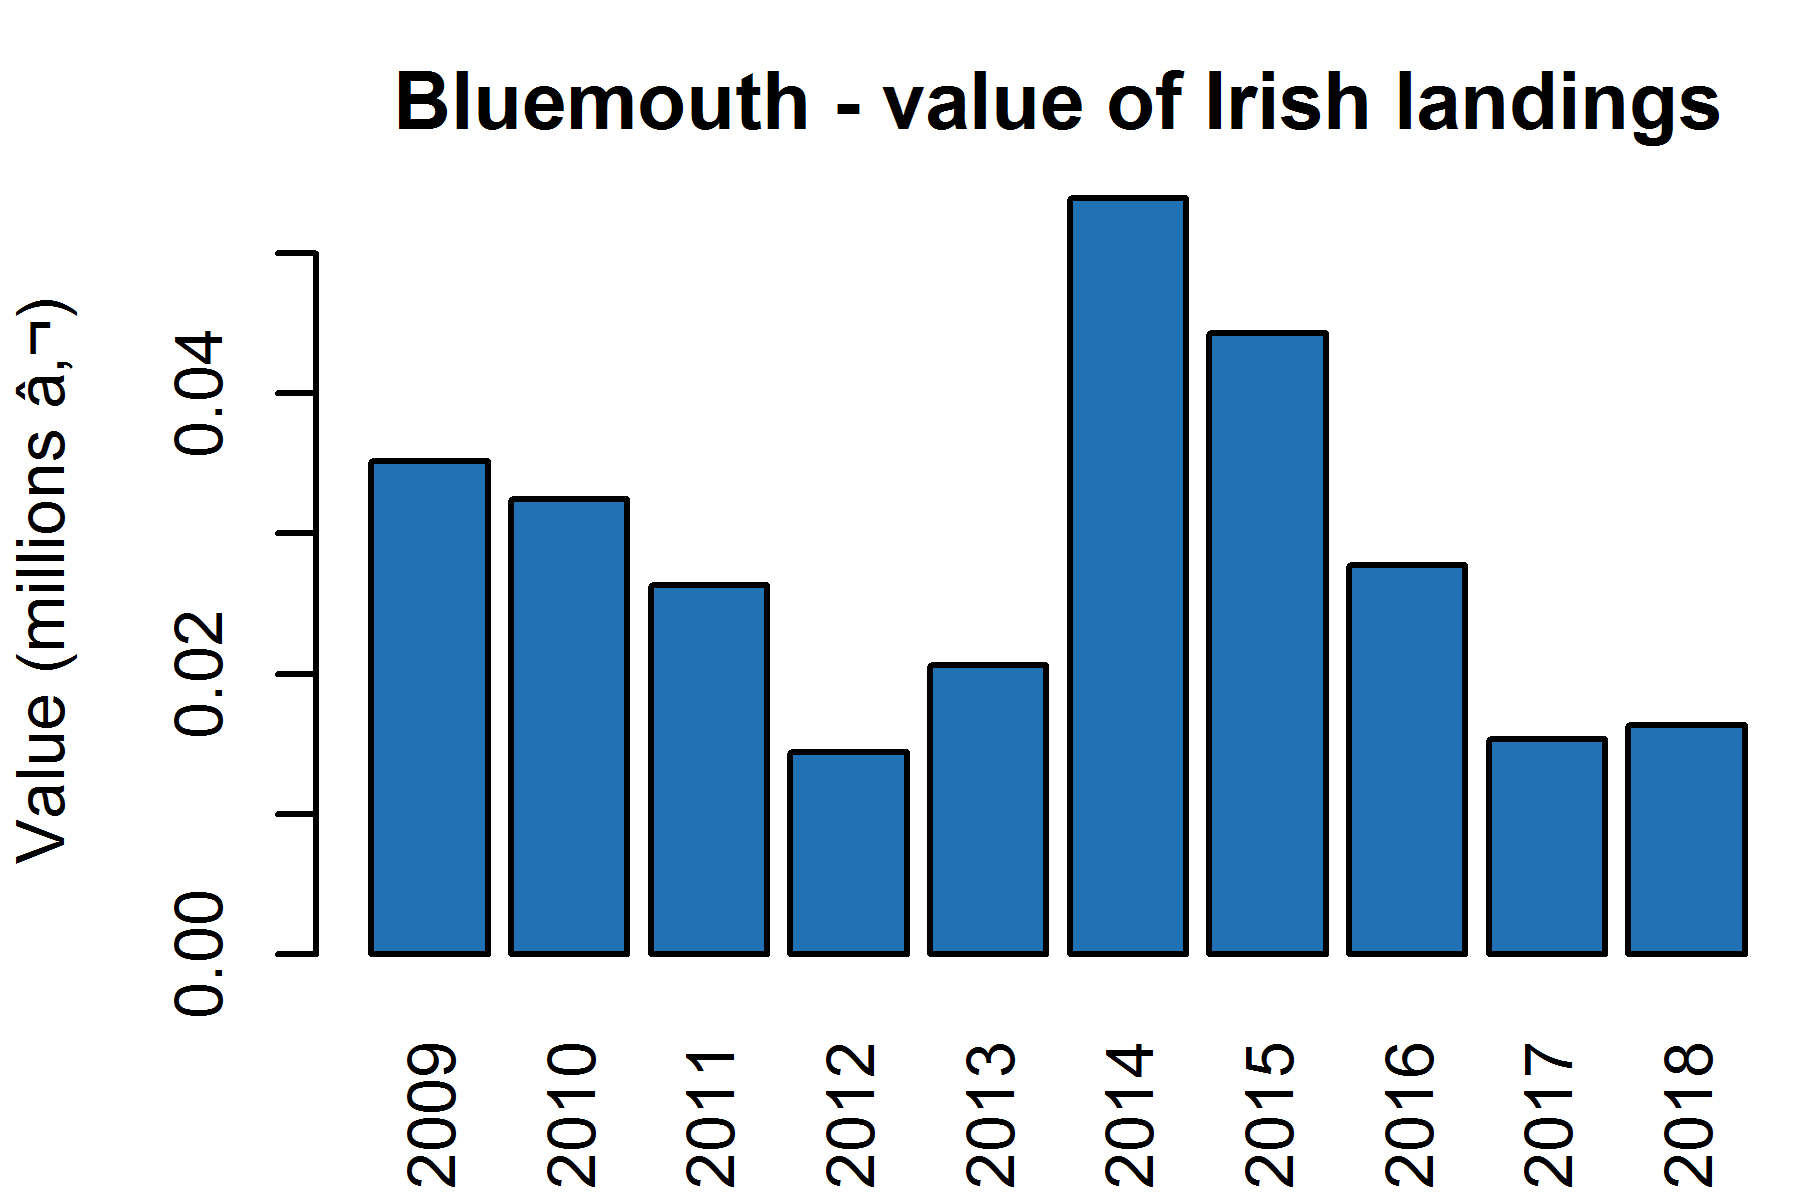 Bluemouth - value of Irish landings
Value (millions â‚¬)
0.04
0.02
0.00
2009 2010 2011 2012 2013 2014 2015 2016 2017 2018